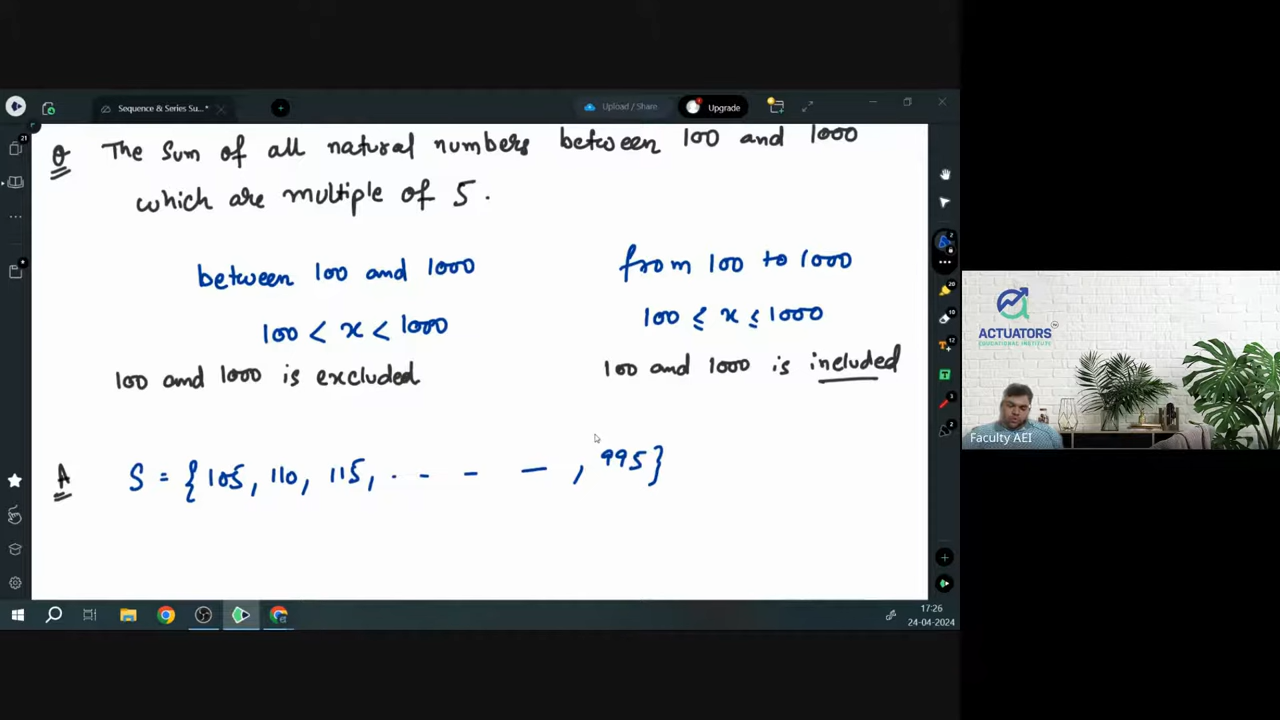 Sequence & Series Su...*
Upload / Share
Upgrade
Q The Sum of all natural numbers between 100 and 1000
which are multiple of 5.
between 100 and 1000
from 100 to 1000
100 < x < 1000
100 ≤ x ≤ 1000
100 and 1000 is excluded
100 and 1000 is included
A S = {105, 110, 115, .. - - — , 995}
ACTUATORS
EDUCATIONAL INSTITUTE
Faculty AEI
17:26
24-04-2024